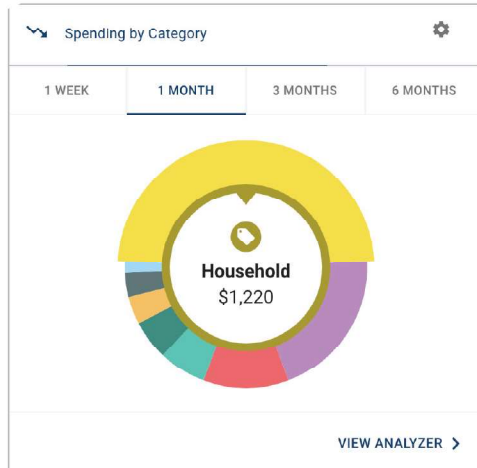 Spending by Category
1 WEEK
1 MONTH
3 MONTHS
6 MONTHS
Household
$1,220
VIEW ANALYZER